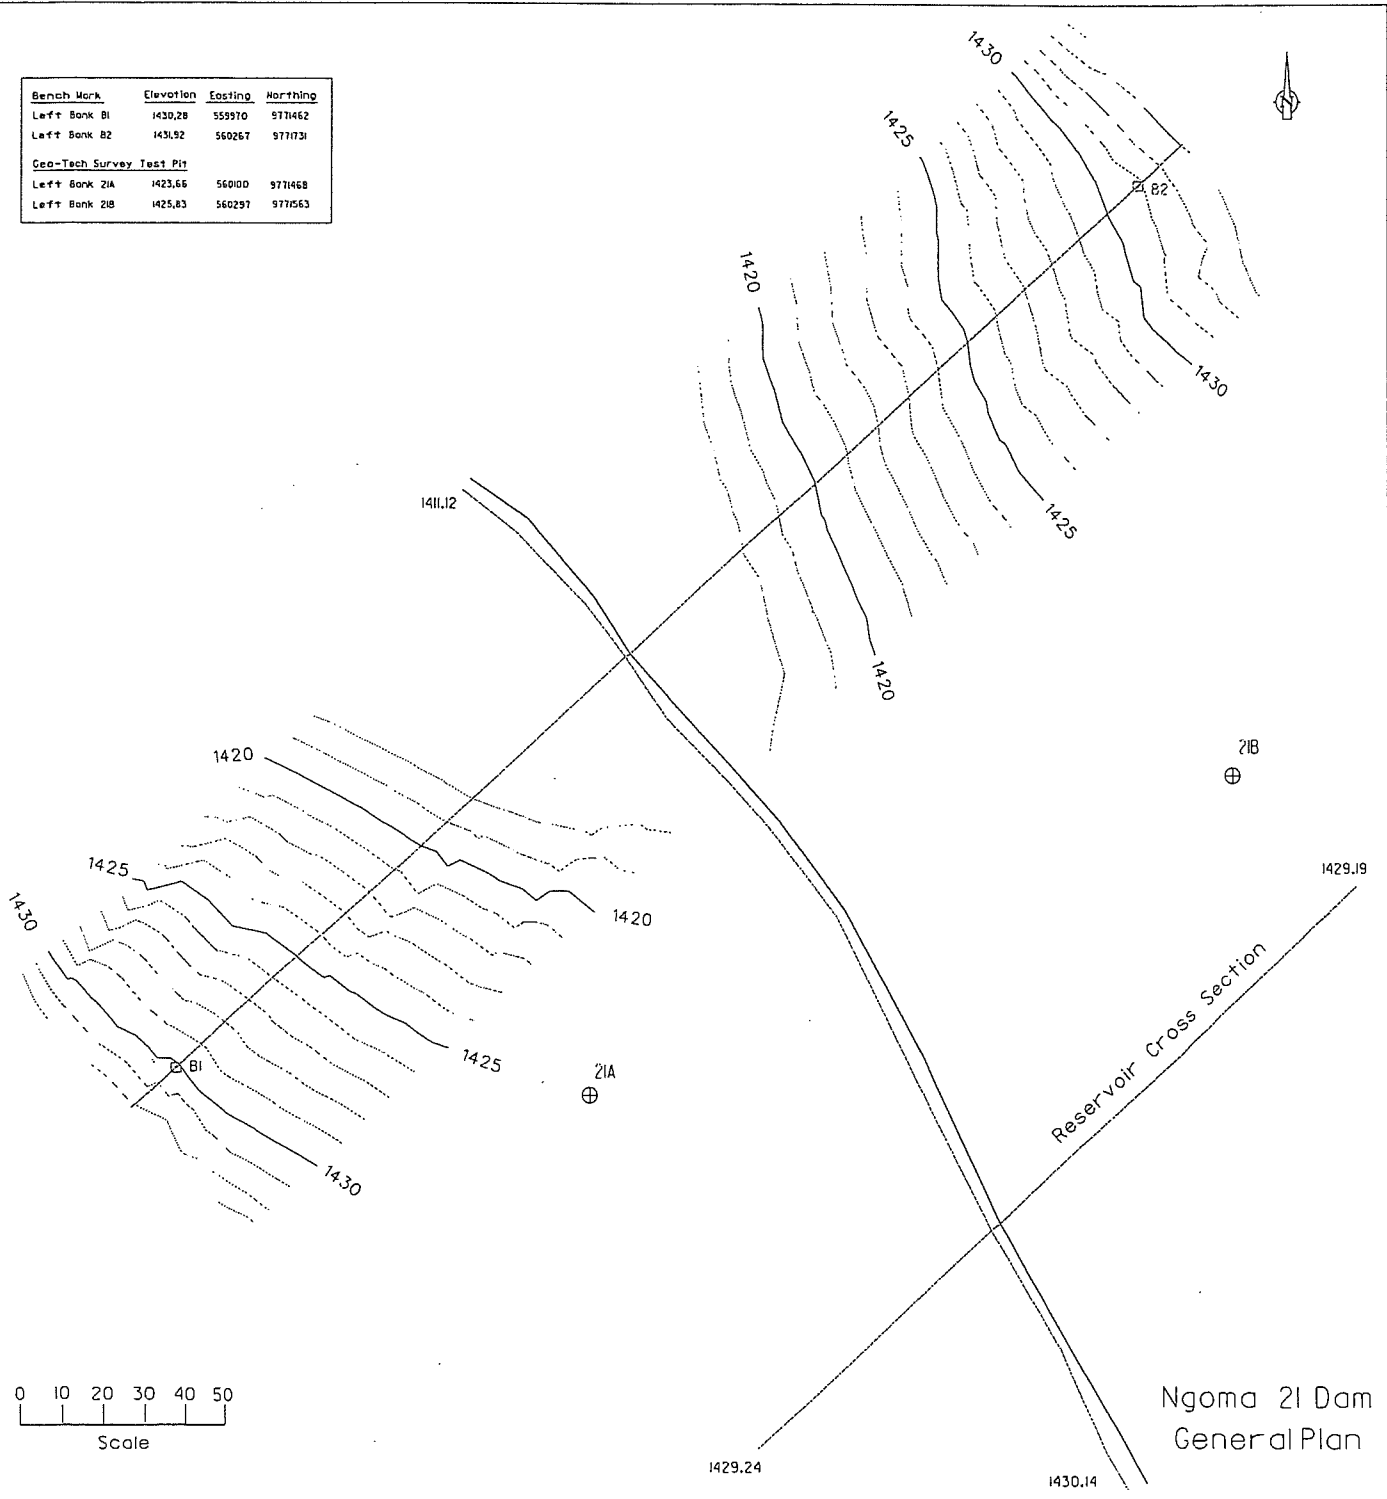 Bench Mark Elevation Easting Northing
Left Bank B1 1430,28 559970 9771462
Left Bank B2 1431,92 560267 9771731
Geo-Tech Survey Test Pit
Left Bank 21A 1423,66 560100 9771468
Left Bank 21B 1425,83 560297 9771563
1430
1425
B2
1420
1430
1411.12
1425
1420
21B
1420
1425
1429.19
1430
1420
Reservoir Cross Section
B1
1425
21A
1430
0 10 20 30 40 50
Scale
Ngoma 21 Dam
General Plan
1429.24
1430.14